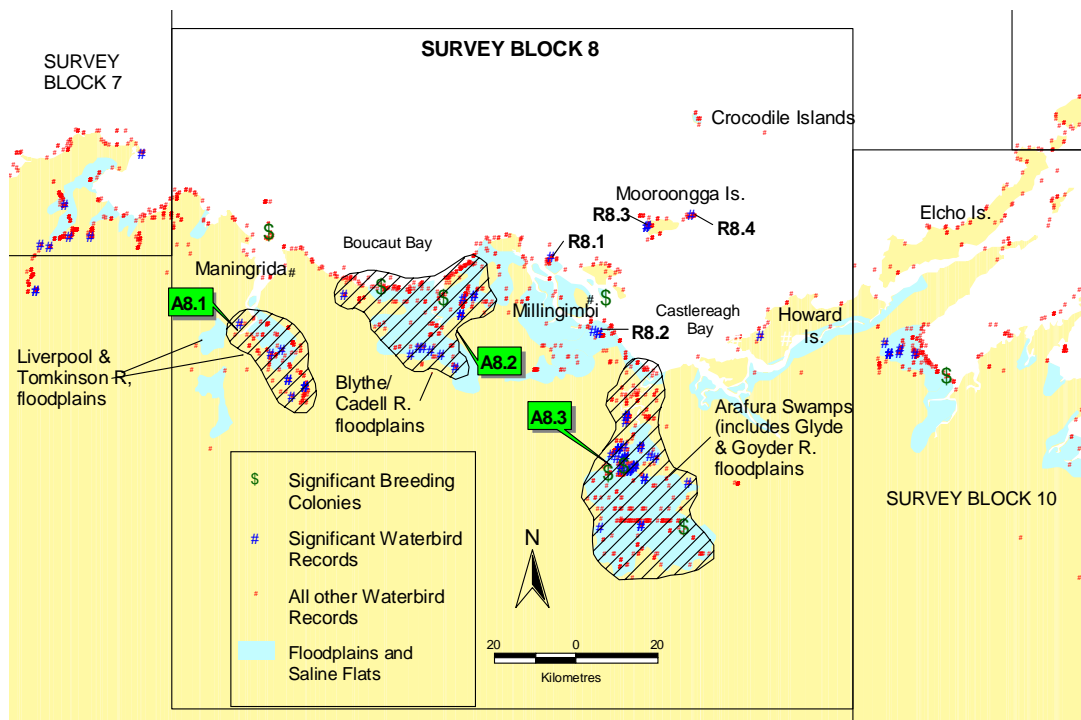 SURVEY BLOCK 8
SURVEY
BLOCK 7
Crocodile Islands
Mooroongga Is.
R8.3
R8.4
Elcho Is.
R8.1
Boucaut Bay
Maningrida
A8.1
Millingimbi
Castlereagh
Bay
Howard
Is.
R8.2
A8.2
Liverpool &
Tomkinson R,
floodplains
Blythe/
Cadell R.
floodplains
A8.3
Arafura Swamps
(includes Glyde
& Goyder R.
floodplains
SURVEY BLOCK 10
$ Significant Breeding
Colonies
# Significant Waterbird
Records
# All other Waterbird
Records
Floodplains and
Saline Flats
N
20 0 20
Kilometres